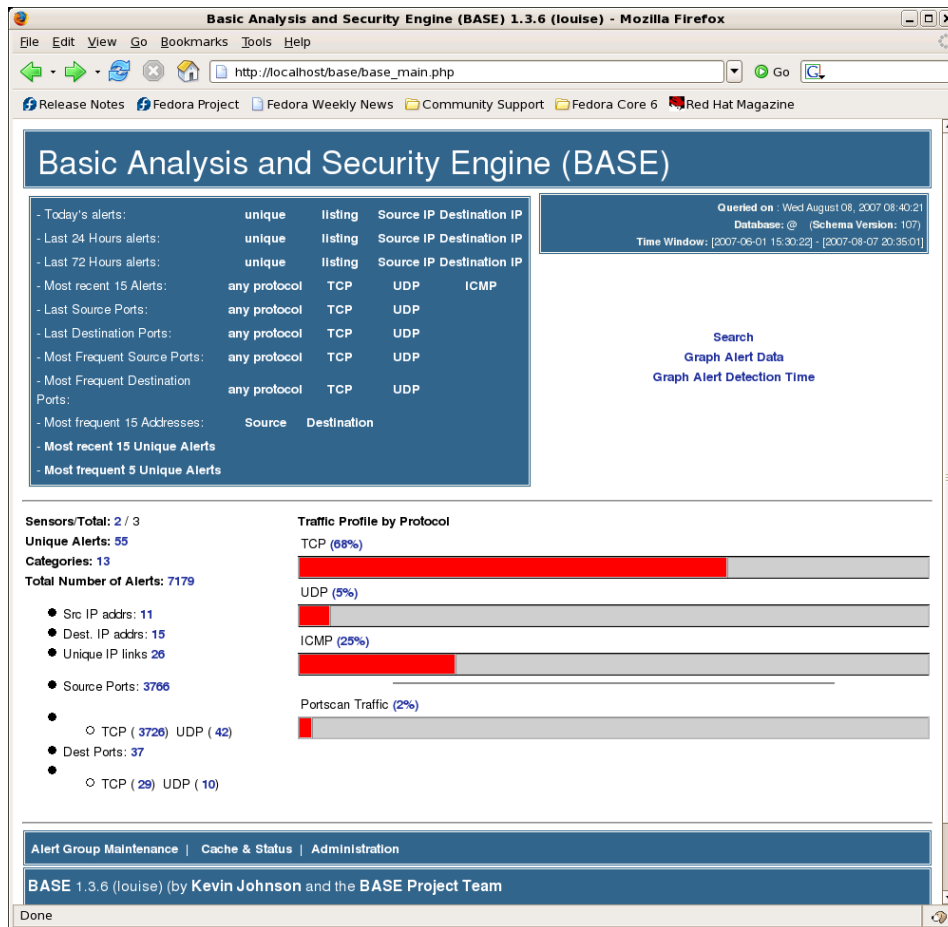 Basic Analysis and Security Engine (BASE) 1.3.6 (louise) - Mozilla Firefox
File Edit View Go Bookmarks Tools Help
http://localhost/base/base_main.php Go G
Release Notes Fedora Project Fedora Weekly News Community Support Fedora Core 6 Red Hat Magazine
Basic Analysis and Security Engine (BASE)
- Today's alerts: unique listing Source IP Destination IP
- Last 24 Hours alerts: unique listing Source IP Destination IP
- Last 72 Hours alerts: unique listing Source IP Destination IP
- Most recent 15 Alerts: any protocol TCP UDP ICMP
- Last Source Ports: any protocol TCP UDP
- Last Destination Ports: any protocol TCP UDP
- Most Frequent Source Ports: any protocol TCP UDP
- Most Frequent Destination
Ports: any protocol TCP UDP
- Most frequent 15 Addresses: Source Destination
- Most recent 15 Unique Alerts
- Most frequent 5 Unique Alerts
Queried on : Wed August 08, 2007 08:40:21
Database: @ (Schema Version: 107)
Time Window: [2007-06-01 15:30:22] - [2007-08-07 20:35:01]
Search
Graph Alert Data
Graph Alert Detection Time
Sensors/Total: 2 / 3
Unique Alerts: 55
Categories: 13
Total Number of Alerts: 7179
Src IP addrs: 11
Dest. IP addrs: 15
Unique IP links 26
Source Ports: 3766
TCP ( 3726) UDP ( 42)
Dest Ports: 37
TCP ( 29) UDP ( 10)
Traffic Profile by Protocol
TCP (68%)
UDP (5%)
ICMP (25%)
Portscan Traffic (2%)
Alert Group Maintenance | Cache & Status | Administration
BASE 1.3.6 (louise) (by Kevin Johnson and the BASE Project Team
Done